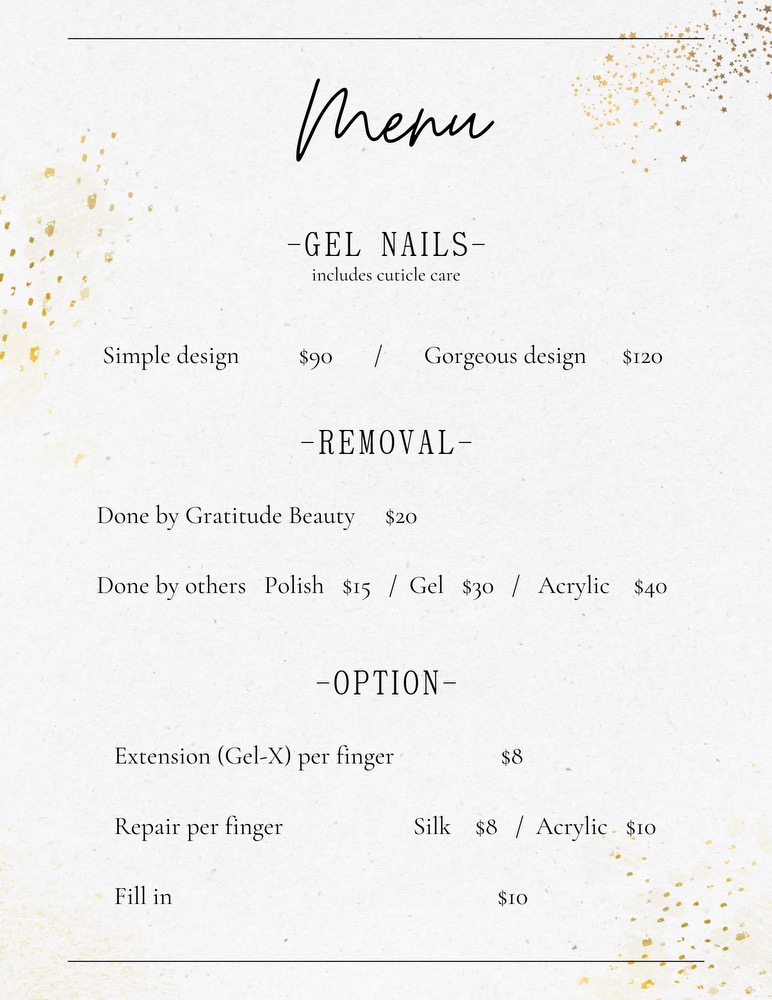 Menu
-GEL NAILS-
includes cuticle care
Simple design $90 / Gorgeous design $120
-REMOVAL-
Done by Gratitude Beauty $20
Done by others Polish $15 / Gel $30 / Acrylic $40
-OPTION-
Extension (Gel-X) per finger $8
Repair per finger Silk $8 / Acrylic $10
Fill in $10